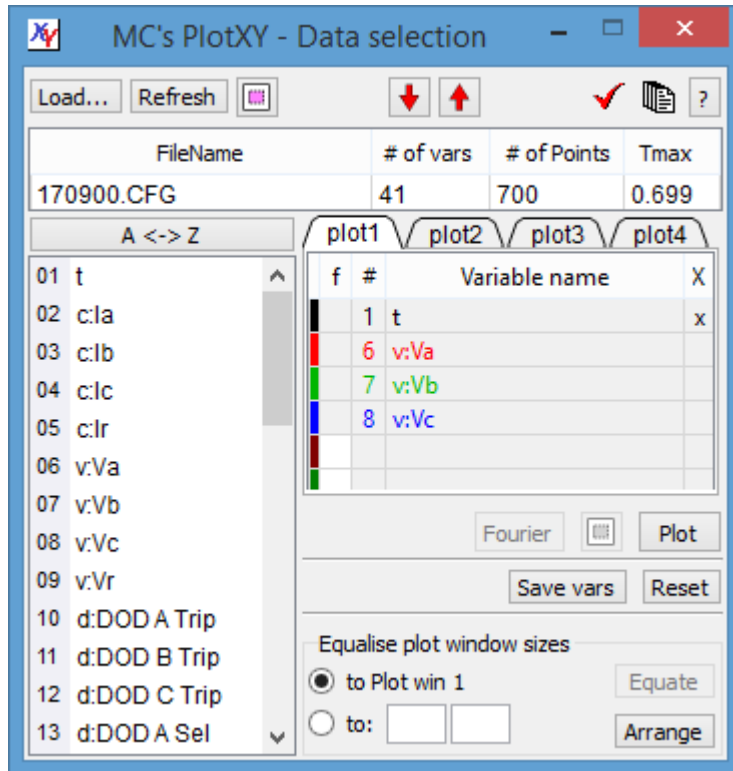 MC's PlotXY - Data selection
Load... Refresh ?
FileName # of vars # of Points Tmax
170900.CFG 41 700 0.699
A <-> Z
01 t
02 c:Ia
03 c:Ib
04 c:Ic
05 c:Ir
06 v:Va
07 v:Vb
08 v:Vc
09 v:Vr
10 d:DOD A Trip
11 d:DOD B Trip
12 d:DOD C Trip
13 d:DOD A Sel
plot1 plot2 plot3 plot4
f # Variable name X
1 t x
6 v:Va
7 v:Vb
8 v:Vc
Fourier Plot
Save vars Reset
Equalise plot window sizes
to Plot win 1 Equate
to: Arrange